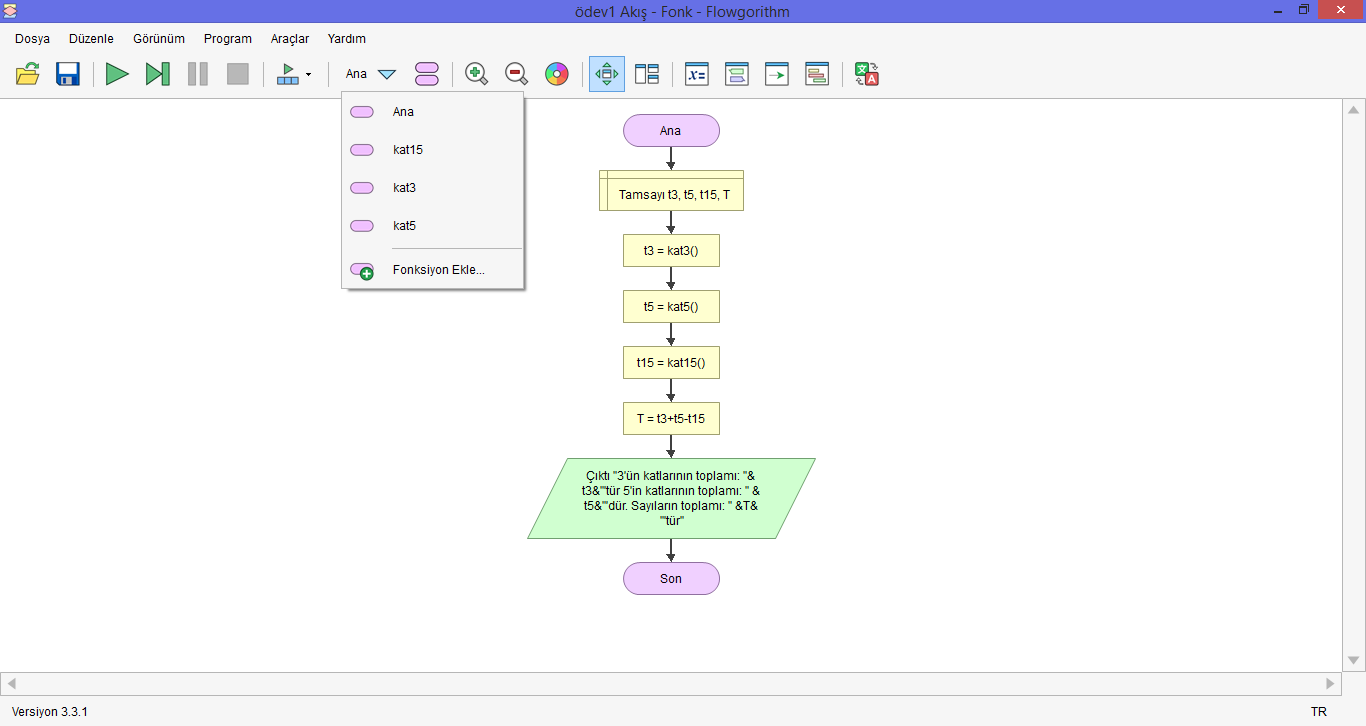 ödev1 Akış - Fonk - Flowgorithm
Dosya Düzenle Görünüm Program Araçlar Yardım
Ana
Ana
kat15
kat3
kat5
Fonksiyon Ekle...
Ana
Tamsayı t3, t5, t15, T
t3 = kat3()
t5 = kat5()
t15 = kat15()
T = t3+t5-t15
Çıktı "3'ün katlarının toplamı: "&
t3&"'tür 5'in katlarının toplamı: " &
t5&"'dür. Sayıların toplamı: " &T&
"'tür"
Son
Versiyon 3.3.1
TR